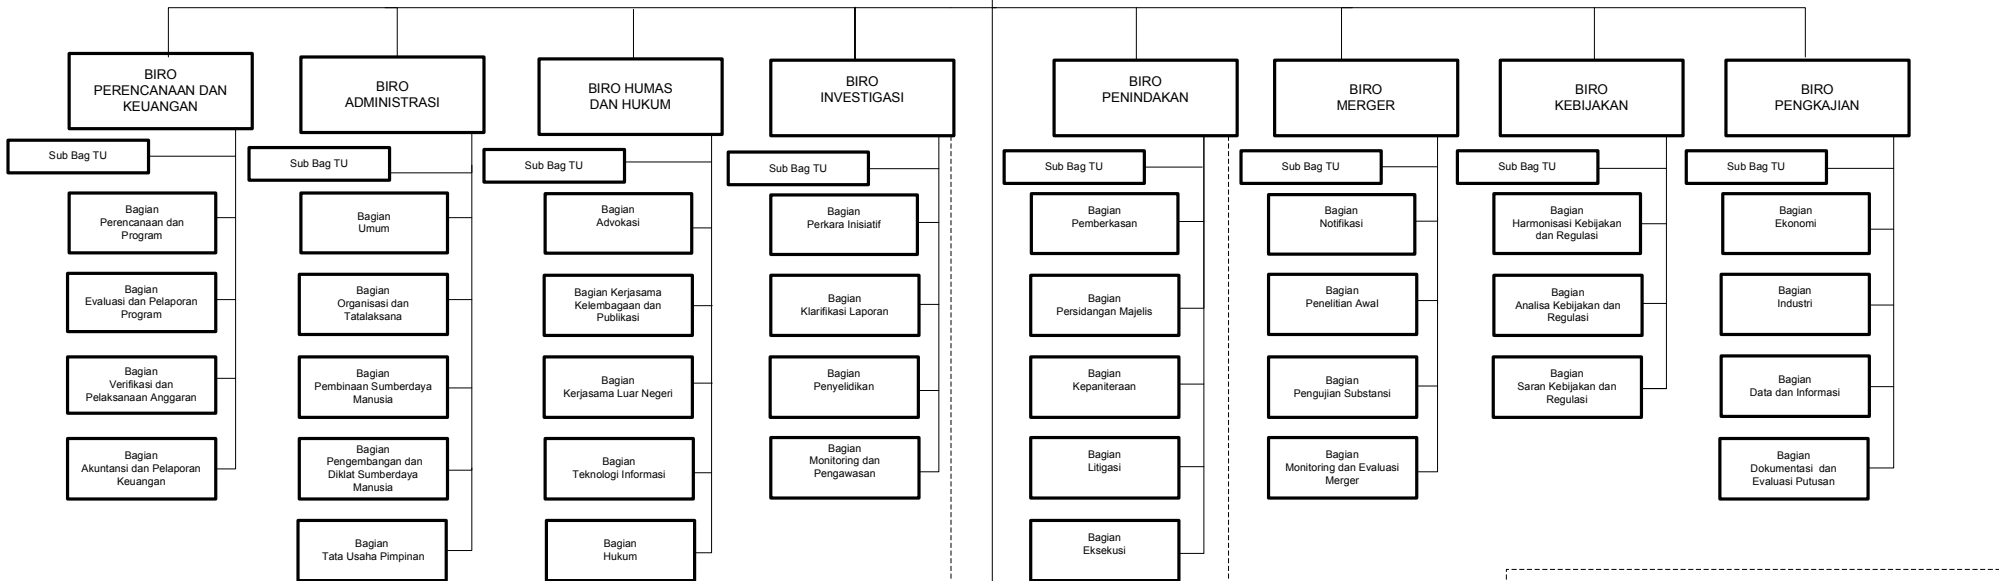 BIRO
PERENCANAAN DAN
KEUANGAN
Sub Bag TU
Bagian
Perencanaan dan
Program
Bagian
Evaluasi dan Pelaporan
Program
Bagian
Verifikasi dan
Pelaksanaan Anggaran
Bagian
Akuntansi dan Pelaporan
Keuangan
BIRO
ADMINISTRASI
Sub Bag TU
Bagian
Umum
Bagian
Organisasi dan
Tatalaksana
Bagian
Pembinaan Sumberdaya
Manusia
Bagian
Pengembangan dan
Diklat Sumberdaya
Manusia
Bagian
Tata Usaha Pimpinan
BIRO HUMAS
DAN HUKUM
Sub Bag TU
Bagian
Advokasi
Bagian Kerjasama
Kelembagaan dan
Publikasi
Bagian
Kerjasama Luar Negeri
Bagian
Teknologi Informasi
Bagian
Hukum
BIRO
INVESTIGASI
Sub Bag TU
Bagian
Perkara Inisiatif
Bagian
Klarifikasi Laporan
Bagian
Penyelidikan
Bagian
Monitoring dan
Pengawasan
BIRO
PENINDAKAN
Sub Bag TU
Bagian
Pemberkasan
Bagian
Persidangan Majelis
Bagian
Kepaniteraan
Bagian
Litigasi
Bagian
Eksekusi
BIRO
MERGER
Sub Bag TU
Bagian
Notifikasi
Bagian
Penelitian Awal
Bagian
Pengujian Substansi
Bagian
Monitoring dan Evaluasi
Merger
BIRO
KEBIJAKAN
Sub Bag TU
Bagian
Harmonisasi Kebijakan
dan Regulasi
Bagian
Analisa Kebijakan dan
Regulasi
Bagian
Saran Kebijakan dan
Regulasi
BIRO
PENGKAJIAN
Sub Bag TU
Bagian
Ekonomi
Bagian
Industri
Bagian
Data dan Informasi
Bagian
Dokumentasi dan
Evaluasi Putusan